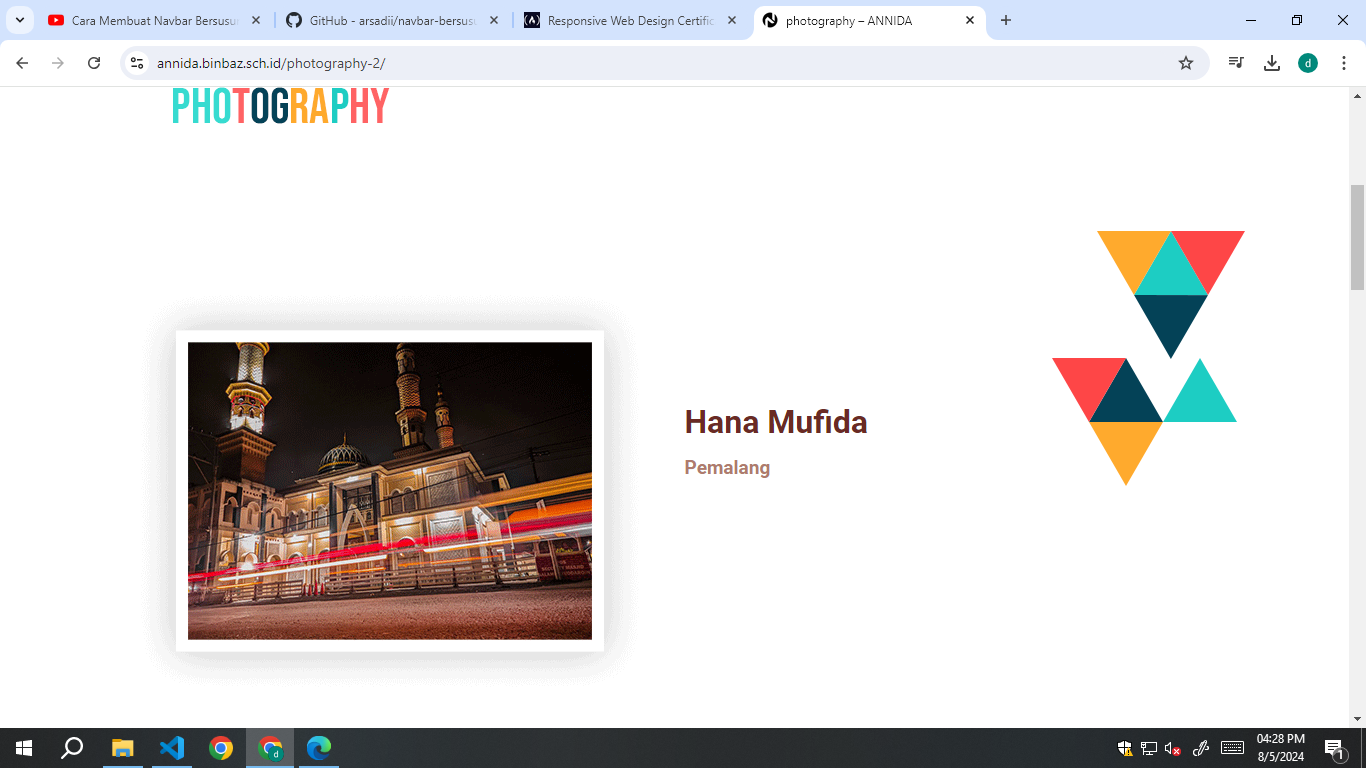 Cara Membuat Navbar Bersusun
GitHub - arsadii/navbar-bersusu
Responsive Web Design Certific
photography – ANNIDA
annida.binbaz.sch.id/photography-2/
d
PHOTOGRAPHY
Hana Mufida
Pemalang
d
04:28 PM
8/5/2024
1